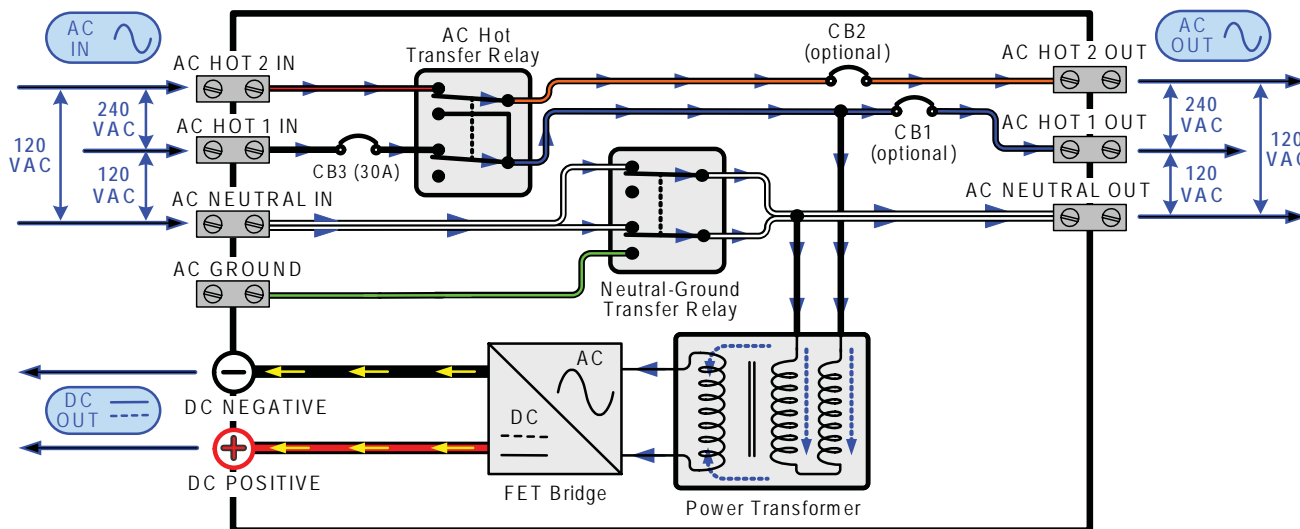 AC
IN
AC HOT 2 IN
AC Hot
Transfer Relay
CB2
(optional)
AC HOT 2 OUT
AC
OUT
240
VAC
120
VAC
AC HOT 1 IN
120
VAC
CB3 (30A)
CB1
(optional)
AC HOT 1 OUT
240
VAC
120
VAC
120
VAC
AC NEUTRAL IN
AC NEUTRAL OUT
AC GROUND
Neutral-Ground
Transfer Relay
DC NEGATIVE
DC
OUT
DC POSITIVE
AC
DC
FET Bridge
Power Transformer